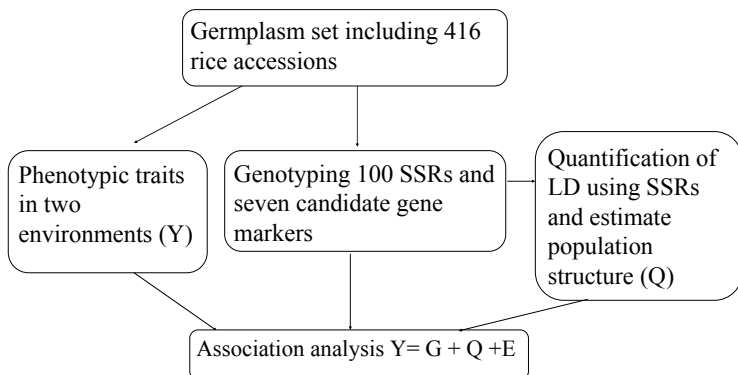 Germplasm set including 416
rice accessions
Phenotypic traits
in two
environments (Y)
Genotyping 100 SSRs and
seven candidate gene
markers
Quantification of
LD using SSRs
and estimate
population
structure (Q)
Association analysis Y= G + Q +E